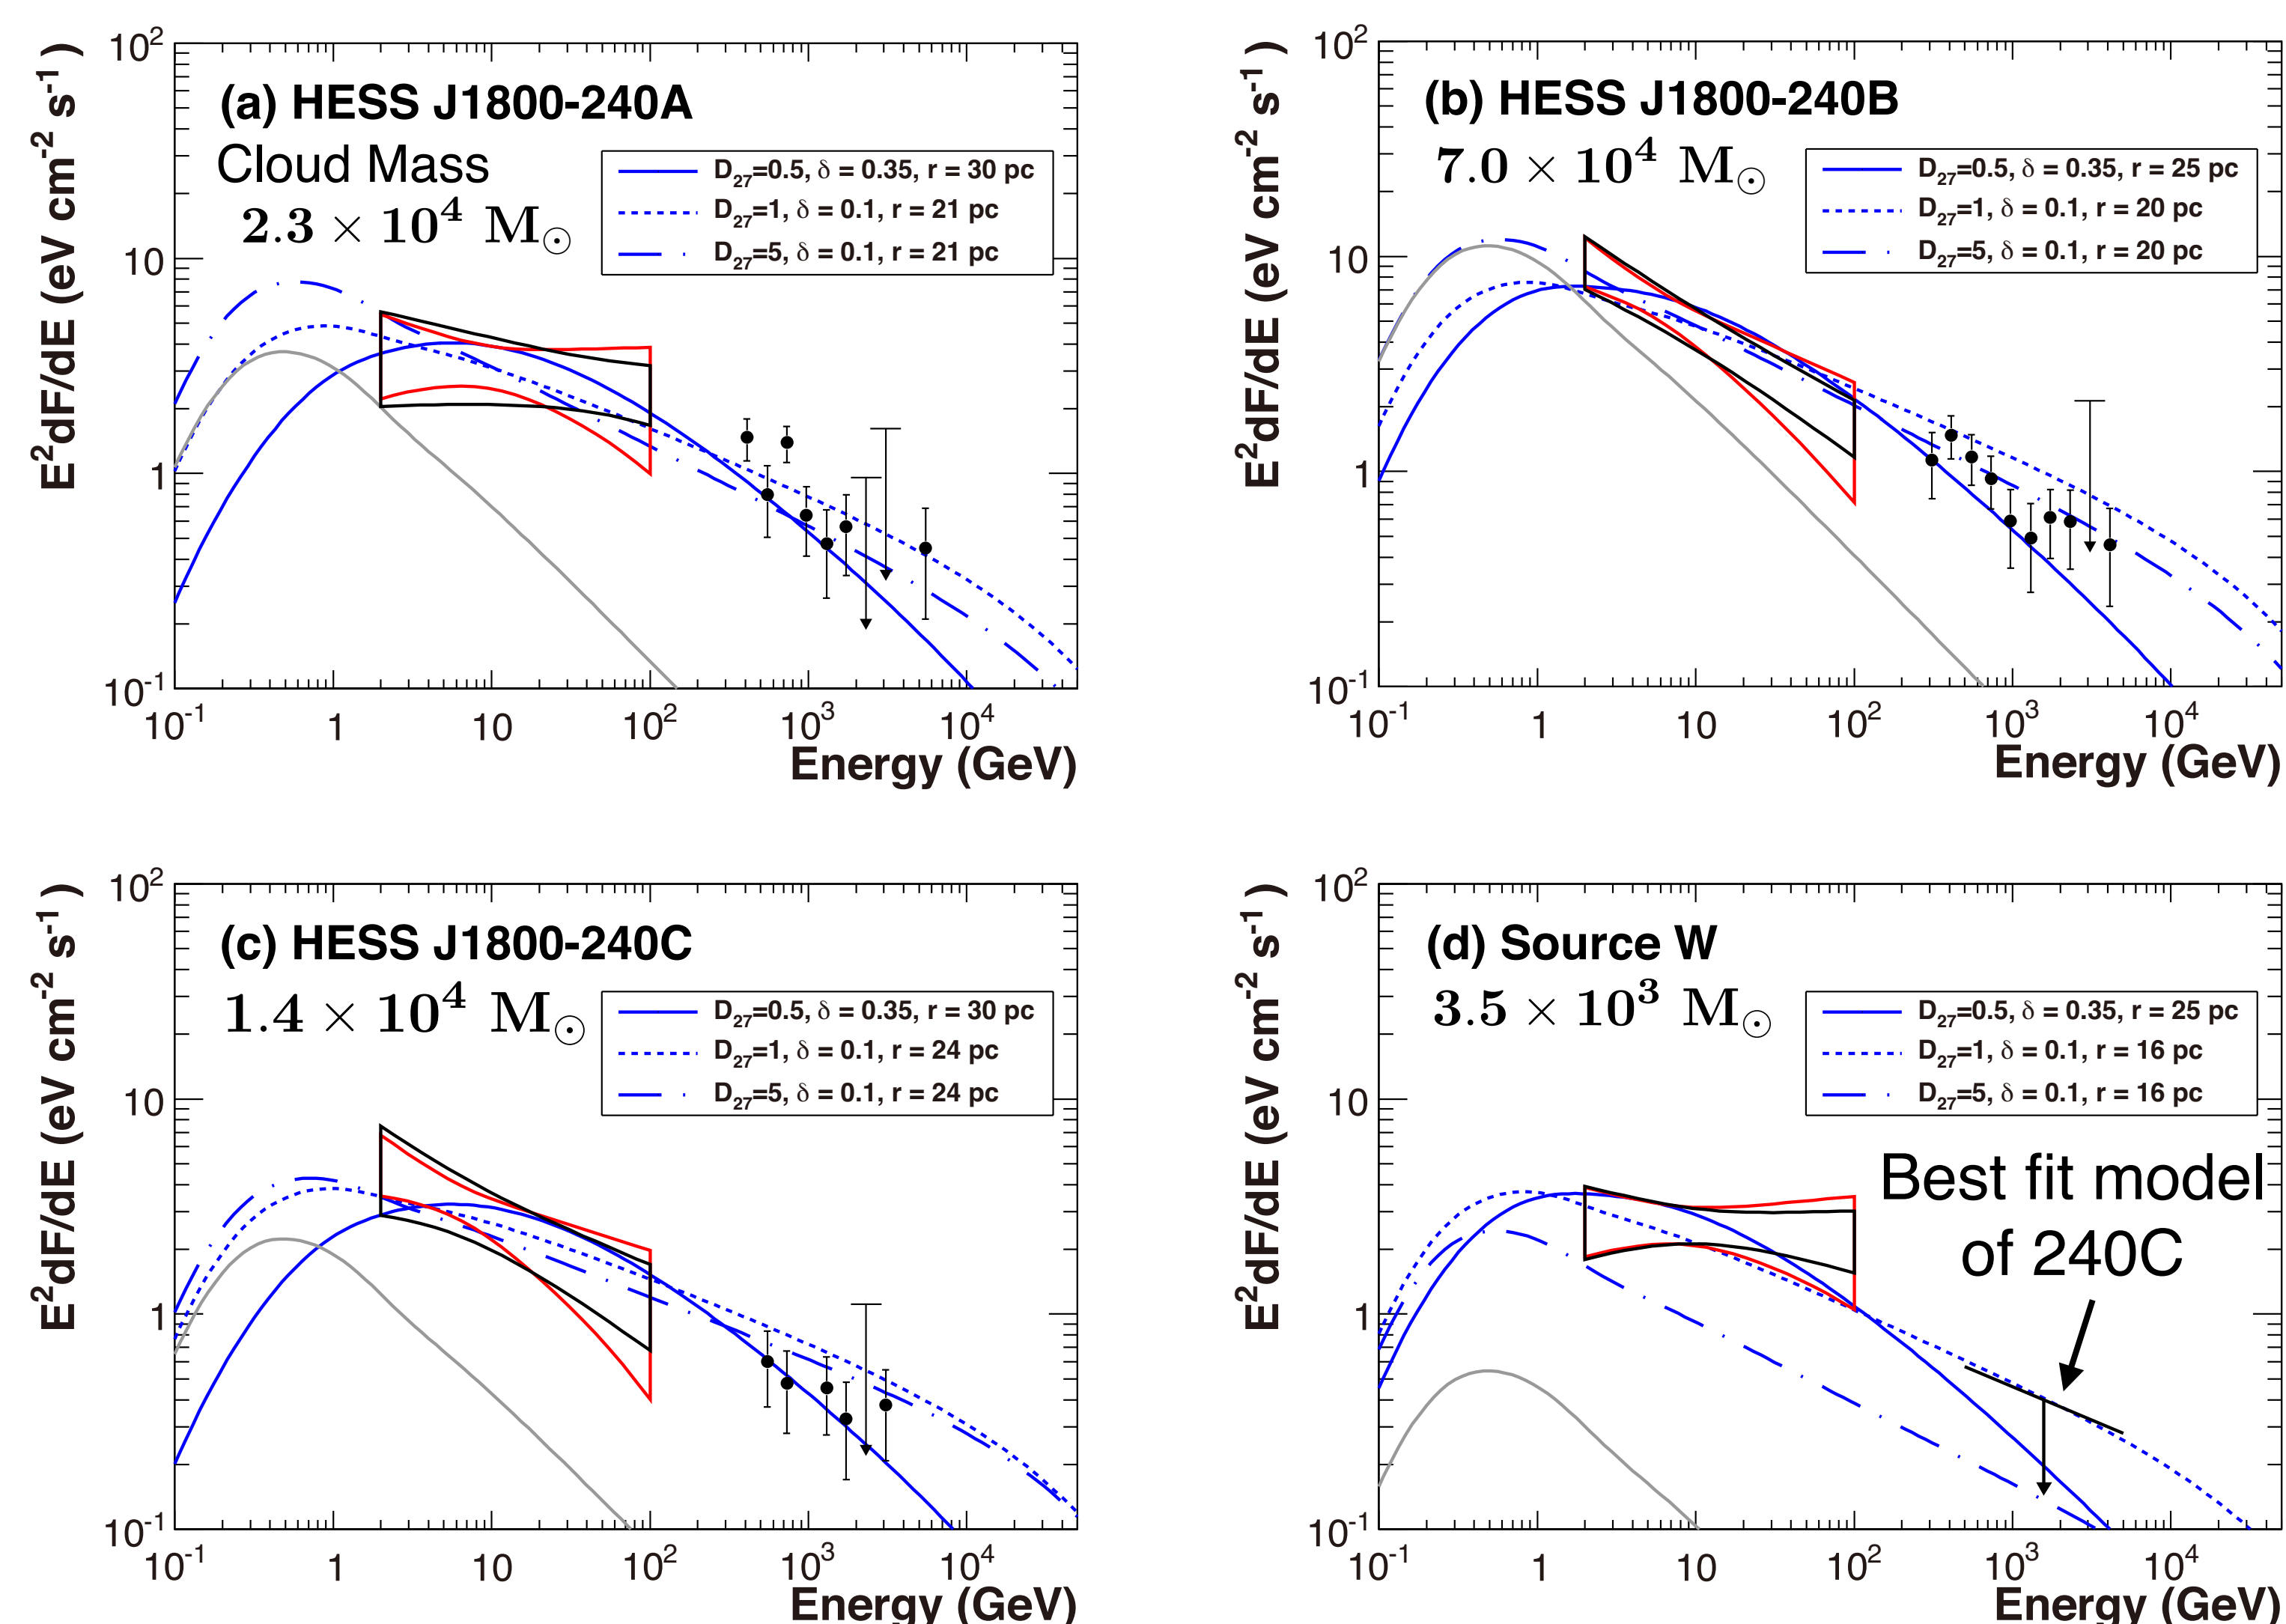 (a) HESS J1800-240A
Cloud Mass
2.3 × 10⁴ M☉
D₂₇=0.5, δ = 0.35, r = 30 pc
D₂₇=1, δ = 0.1, r = 21 pc
D₂₇=5, δ = 0.1, r = 21 pc
E²dF/dE (eV cm⁻² s⁻¹ )
10²
10
1
10⁻¹
10⁻¹ 1 10 10² 10³ 10⁴
Energy (GeV)
(b) HESS J1800-240B
7.0 × 10⁴ M☉
D₂₇=0.5, δ = 0.35, r = 25 pc
D₂₇=1, δ = 0.1, r = 20 pc
D₂₇=5, δ = 0.1, r = 20 pc
E²dF/dE (eV cm⁻² s⁻¹ )
10²
10
1
10⁻¹
10⁻¹ 1 10 10² 10³ 10⁴
Energy (GeV)
(c) HESS J1800-240C
1.4 × 10⁴ M☉
D₂₇=0.5, δ = 0.35, r = 30 pc
D₂₇=1, δ = 0.1, r = 24 pc
D₂₇=5, δ = 0.1, r = 24 pc
E²dF/dE (eV cm⁻² s⁻¹ )
10²
10
1
10⁻¹
10⁻¹ 1 10 10² 10³ 10⁴
Energy (GeV)
(d) Source W
3.5 × 10³ M☉
D₂₇=0.5, δ = 0.35, r = 25 pc
D₂₇=1, δ = 0.1, r = 16 pc
D₂₇=5, δ = 0.1, r = 16 pc
Best fit model
of 240C
E²dF/dE (eV cm⁻² s⁻¹ )
10²
10
1
10⁻¹
10⁻¹ 1 10 10² 10³ 10⁴
Energy (GeV)